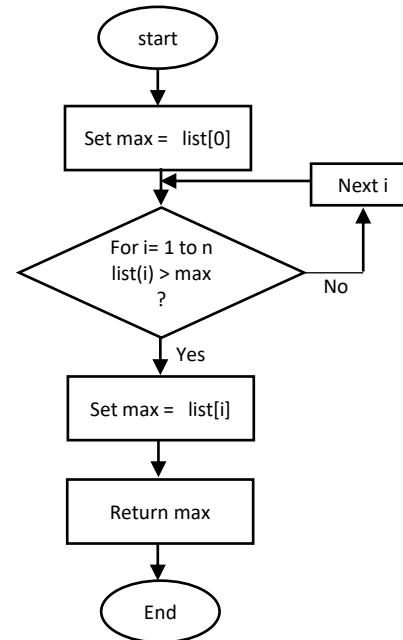 start
Set max = list[0]
Next i
For i= 1 to n
list(i) > max
?
No
Yes
Set max = list[i]
Return max
End